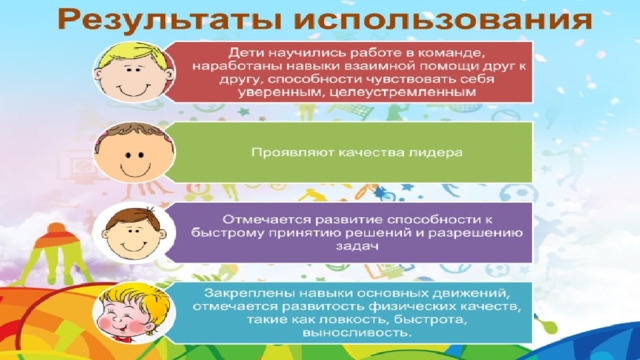 Результаты использования
Дети научились работе в команде,
наработаны навыки взаимной помощи друг к
другу, способности чувствовать себя
уверенным, целеустремленным
Проявляют качества лидера
Отмечается развитие способности к
быстрому принятию решений и разрешению
задач
Закреплены навыки основных движений,
отмечается развитость физических качеств,
такие как ловкость, быстрота,
выносливость.